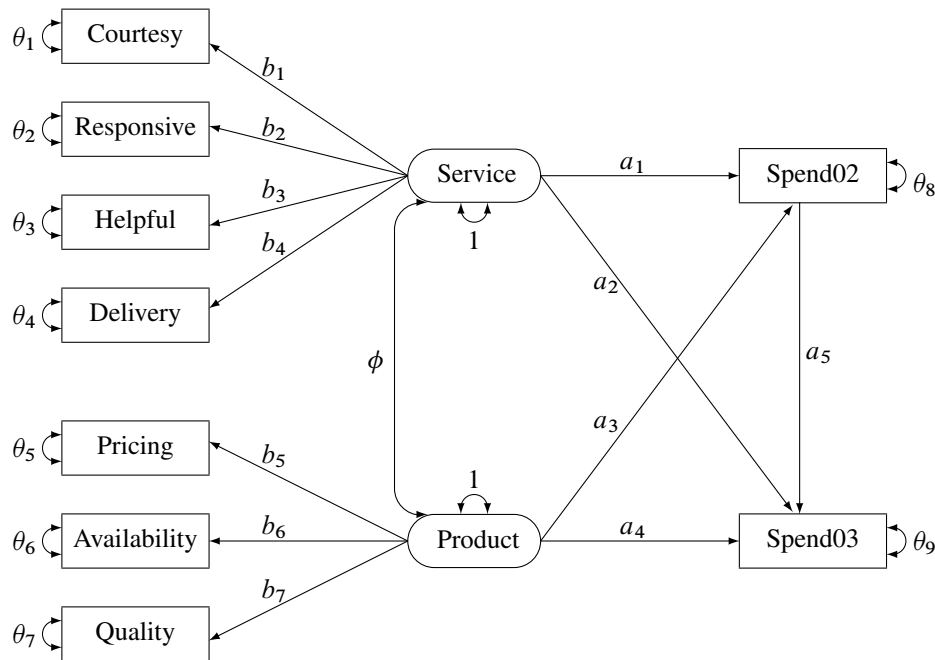 θ₁
Courtesy
b₁
θ₂
Responsive
b₂
θ₃
Helpful
b₃
θ₄
Delivery
b₄
Service
1
a₁
Spend02
θ₈
a₂
ϕ
a₅
a₃
θ₅
Pricing
b₅
θ₆
Availability
b₆
θ₇
Quality
b₇
1
Product
a₄
Spend03
θ₉